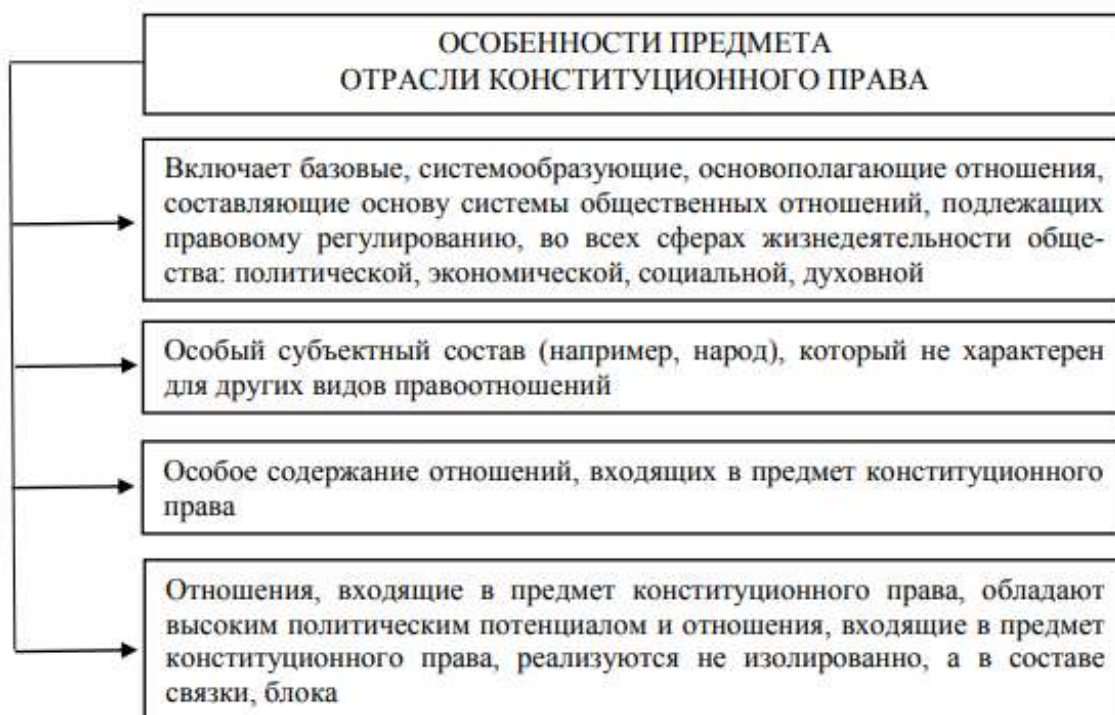 ОСОБЕННОСТИ ПРЕДМЕТА
ОТРАСЛИ КОНСТИТУЦИОННОГО ПРАВА
Включает базовые, системообразующие, основополагающие отношения,
составляющие основу системы общественных отношений, подлежащих
правовому регулированию, во всех сферах жизнедеятельности обще-
ства: политической, экономической, социальной, духовной
Особый субъектный состав (например, народ), который не характерен
для других видов правоотношений
Особое содержание отношений, входящих в предмет конституционного
права
Отношения, входящие в предмет конституционного права, обладают
высоким политическим потенциалом и отношения, входящие в предмет
конституционного права, реализуются не изолированно, а в составе
связки, блока